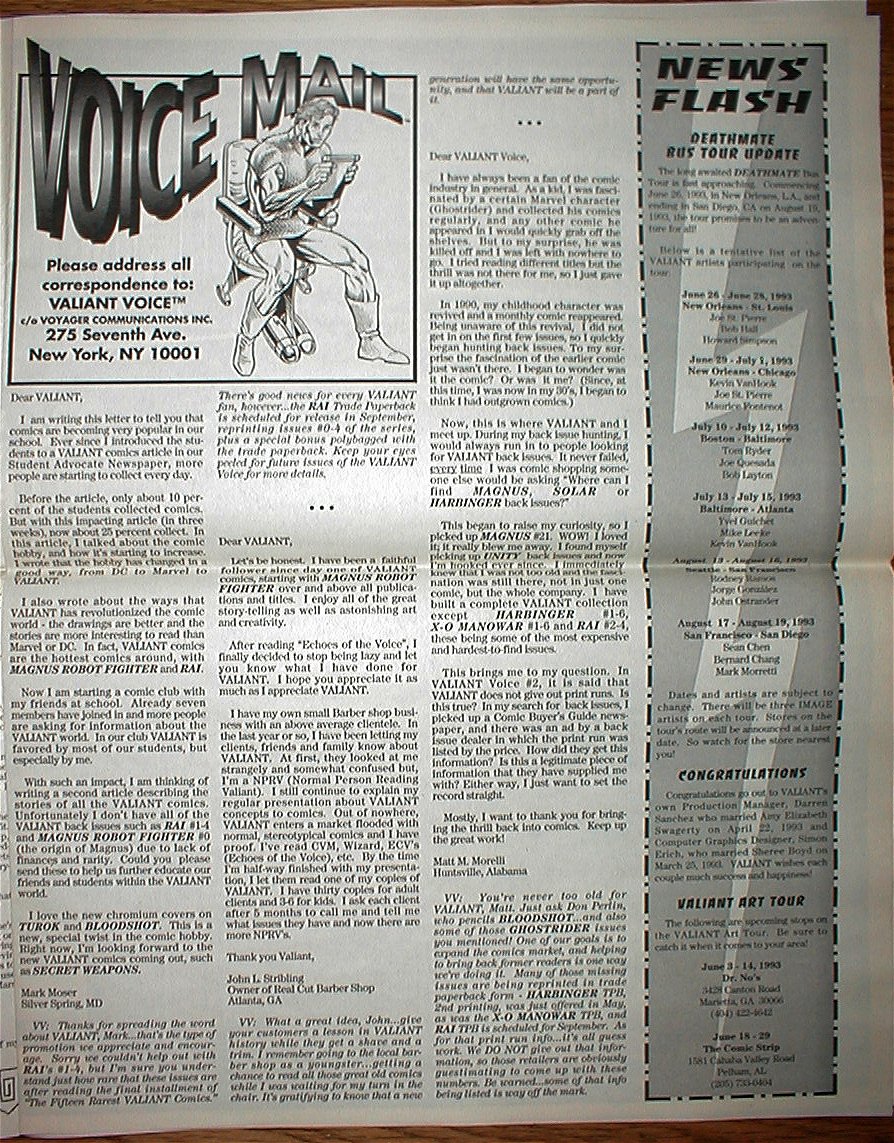 VOICE MAIL
Please address all
correspondence to:
VALIANT VOICE™
c/o VOYAGER COMMUNICATIONS INC.
275 Seventh Ave.
New York, NY 10001
Dear VALIANT,
I am writing this letter to tell you that
comics are becoming very popular in our
school. Ever since I introduced the stu-
dents to a VALIANT comics article in our
Student Advocate Newspaper, more
people are starting to collect every day.
Before the article, only about 10 per-
cent of the students collected comics.
But with this impacting article (in three
weeks), now about 25 percent collect. In
this article, I talked about the comic
hobby, and how it's starting to increase.
I wrote that the hobby has changed in a
good way, from DC to Marvel to
VALIANT.
I also wrote about the ways that
VALIANT has revolutionized the comic
world - the drawings are better and the
stories are more interesting to read than
Marvel or DC. In fact, VALIANT comics
are the hottest comics around, with
MAGNUS ROBOT FIGHTER and RAI.
Now I am starting a comic club with
my friends at school. Already seven
members have joined in and more people
are asking for information about the
VALIANT world. In our club VALIANT is
favored by most of our students, but
especially by me.
With such an impact, I am thinking of
writing a second article describing the
stories of all the VALIANT comics.
Unfortunately I don't have all of the
VALIANT back issues such as RAI #1-4
and MAGNUS ROBOT FIGHTER #0
(the origin of Magnus) due to lack of
finances and rarity. Could you please
send these to help us further educate our
friends and students within the VALIANT
world.
I love the new chromium covers on
TUROK and BLOODSHOT. This is a
new, special twist in the comic hobby.
Right now, I'm looking forward to the
new VALIANT comics coming out, such
as SECRET WEAPONS.
Mark Moser
Silver Spring, MD
VV: Thanks for spreading the word
about VALIANT, Mark...that's the type of
promotion we appreciate and encour-
age. Sorry we couldn't help out with
RAI's #1-4, but I'm sure you under-
stand just how rare that these issues are
after reading the final installment of
"The Fifteen Rarest VALIANT Comics."
There's good news for every VALIANT
fan, however...the RAI Trade Paperback
is scheduled for release in September,
reprinting issues #0-4 of the series,
plus a special bonus polybagged with
the trade paperback. Keep your eyes
peeled for future issues of the VALIANT
Voice for more details.
• • •
Dear VALIANT,
Let's be honest. I have been a faithful
follower since day one of VALIANT
comics, starting with MAGNUS ROBOT
FIGHTER over and above all publica-
tions and titles. I enjoy all of the great
story-telling as well as astonishing art
and creativity.
After reading "Echoes of the Voice", I
finally decided to stop being lazy and let
you know what I have done for
VALIANT. I hope you appreciate it as
much as I appreciate VALIANT.
I have my own small Barber shop busi-
ness with an average clientele. In the
last year or so, I have been letting my
clients, friends and family know about
VALIANT. At first, they looked at me
strangely and somewhat confused but,
I'm a NPRV (Normal Person Reading
Valiant). I still continue to explain my
regular presentation about VALIANT
concepts to comics. Out of nowhere,
VALIANT enters a market flooded with
normal, stereotypical comics and I have
proof. I've read CVM, Wizard, ECV's
(Echoes of the Voice), etc. By the time
I'm half-way finished with my presenta-
tion, I let them read one of my copies of
VALIANT. I have thirty copies for adult
clients and 3-6 for kids. I ask each client
after 5 months to call me and tell me
what issues they have and now there are
more NPRV's.
Thank you Valiant,
John L. Stribling
Owner of Real Cut Barber Shop
Atlanta, GA
VV: What a great idea, John...give
your customers a lesson in VALIANT
history while they get a shave and a
trim. I remember going to the local bar-
ber shop as a youngster...getting a
chance to read all those great old comics
while I was waiting for my turn in the
chair. It's gratifying to know that a new
generation will have the same opportu-
nity, and that VALIANT will be a part of
it.
• • •
Dear VALIANT Voice,
I have always been a fan of the comic
industry in general. As a kid, I was fasci-
nated by a certain Marvel character
(Ghostrider) and collected his comics
regularly, and any other comic he
appeared in I would quickly grab off the
shelves. But to my surprise, he was
killed off and I was left with nowhere to
go. I tried reading different titles but the
thrill was not there for me, so I just gave
it up altogether.
In 1990, my childhood character was
revived and a monthly comic reappeared.
Being unaware of this revival, I did not
get in on the first few issues, so I quickly
began hunting back issues. To my sur-
prise the fascination of the earlier comic
just wasn't there. I began to wonder was
it the comic? Or was it me? (Since, at
this time, I was now in my 30's, I began to
think I had outgrown comics.)
Now, this is where VALIANT and I
meet up. During my back issue hunting, I
would always run in to people looking
for VALIANT back issues. It never failed,
every time I was comic shopping some-
one else would be asking "Where can I
find MAGNUS, SOLAR or
HARBINGER back issues?"
This began to raise my curiosity, so I
picked up MAGNUS #21. WOW! I loved
it; it really blew me away. I found myself
picking up UNITY back issues and now
I'm hooked ever since. I immediately
knew that I was not too old and the fasci-
nation was still there, not in just one
comic, but the whole company. I have
built a complete VALIANT collection
except HARBINGER #1-6,
X-O MANOWAR #1-6 and RAI #2-4,
these being some of the most expensive
and hardest-to-find issues.
This brings me to my question. In
VALIANT Voice #2, it is said that
VALIANT does not give out print runs. Is
this true? In my search for back issues, I
picked up a Comic Buyer's Guide news-
paper, and there was an ad by a back
issue dealer in which the print run was
listed by the price. How did they get this
information? Is this a legitimate piece of
information that they have supplied me
with? Either way, I just want to set the
record straight.
Mostly, I want to thank you for bring-
ing the thrill back into comics. Keep up
the great work!
Matt M. Morelli
Huntsville, Alabama
VV: You're never too old for
VALIANT, Matt. Just ask Don Perlin,
who pencils BLOODSHOT...and also
some of those GHOSTRIDER issues
you mentioned! One of our goals is to
expand the comics market, and helping
to bring back former readers is one way
we're doing it. Many of those missing
issues are being reprinted in trade
paperback form - HARBINGER TPB,
2nd printing, was just offered in May,
as was the X-O MANOWAR TPB, and
RAI TPB is scheduled for September. As
for that print run info...it's all guess
work. We DO NOT give out that infor-
mation, so those retailers are obviously
guestimating to come up with these
numbers. Be warned...some of that info
being listed is way off the mark.
NEWS
FLASH
DEATHMATE
BUS TOUR UPDATE
The long awaited DEATHMATE Bus
Tour is fast approaching. Commencing
June 26, 1993, in New Orleans, L.A., and
ending in San Diego, CA on August 19,
1993, the tour promises to be an adven-
ture for all!
Below is a tentative list of the
VALIANT artists participating on the
tour.
June 26 - June 28, 1993
New Orleans - St. Louis
Joe St. Pierre
Bob Hall
Howard Simpson
June 29 - July 1, 1993
New Orleans - Chicago
Kevin VanHook
Joe St. Pierre
Maurice Fontenot
July 10 - July 12, 1993
Boston - Baltimore
Tom Ryder
Joe Quesada
Bob Layton
July 13 - July 15, 1993
Baltimore - Atlanta
Yvel Guichet
Mike Leeke
Kevin VanHook
August 13 - August 16, 1993
Seattle - San Francisco
Rodney Ramos
Jorge González
John Ostrander
August 17 - August 19, 1993
San Francisco - San Diego
Sean Chen
Bernard Chang
Mark Morretti
Dates and artists are subject to
change. There will be three IMAGE
artists on each tour. Stores on the
tour's route will be announced at a later
date. So watch for the store nearest
you!
CONGRATULATIONS
Congratulations go out to VALIANT's
own Production Manager, Darren
Sanchez who married Amy Elizabeth
Swagerty on April 22, 1993 and
Computer Graphics Designer, Simon
Erich, who married Sheree Boyd on
March 25, 1993. VALIANT wishes each
couple much success and happiness!
VALIANT ART TOUR
The following are upcoming stops on
the VALIANT Art Tour. Be sure to
catch it when it comes to your area!
June 3 - 14, 1993
Dr. No's
3428 Canton Road
Marietta, GA 30066
(404) 422-4642
June 18 - 29
The Comic Strip
1581 Cahaba Valley Road
Pelham, AL
(205) 733-0404